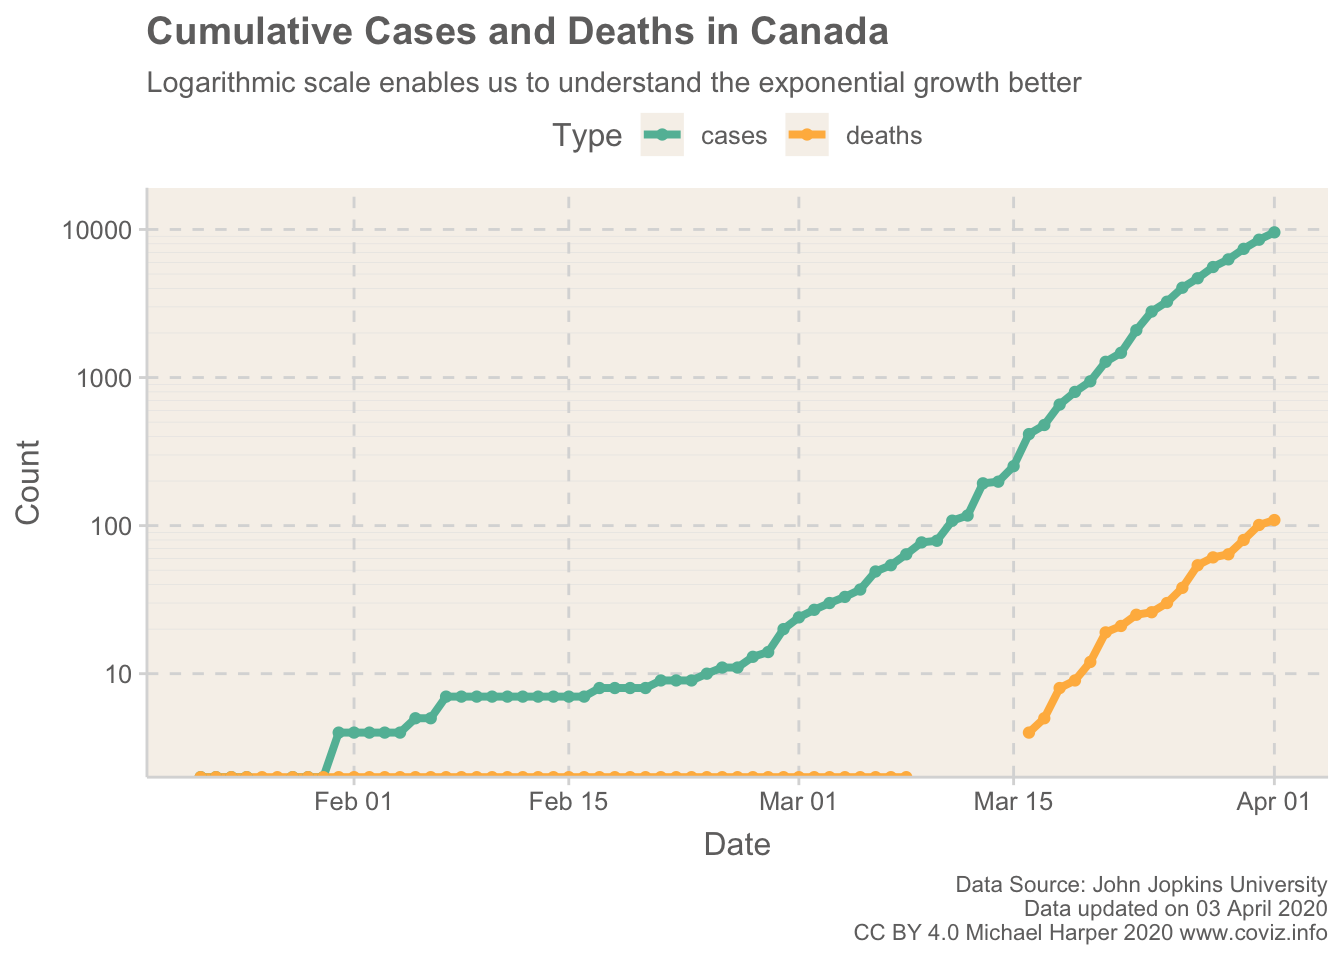 Cumulative Cases and Deaths in Canada
Logarithmic scale enables us to understand the exponential growth better
Type cases deaths
10000
1000
100
10
Count
Feb 01 Feb 15 Mar 01 Mar 15 Apr 01
Date
Data Source: John Jopkins University
Data updated on 03 April 2020
CC BY 4.0 Michael Harper 2020 www.coviz.info